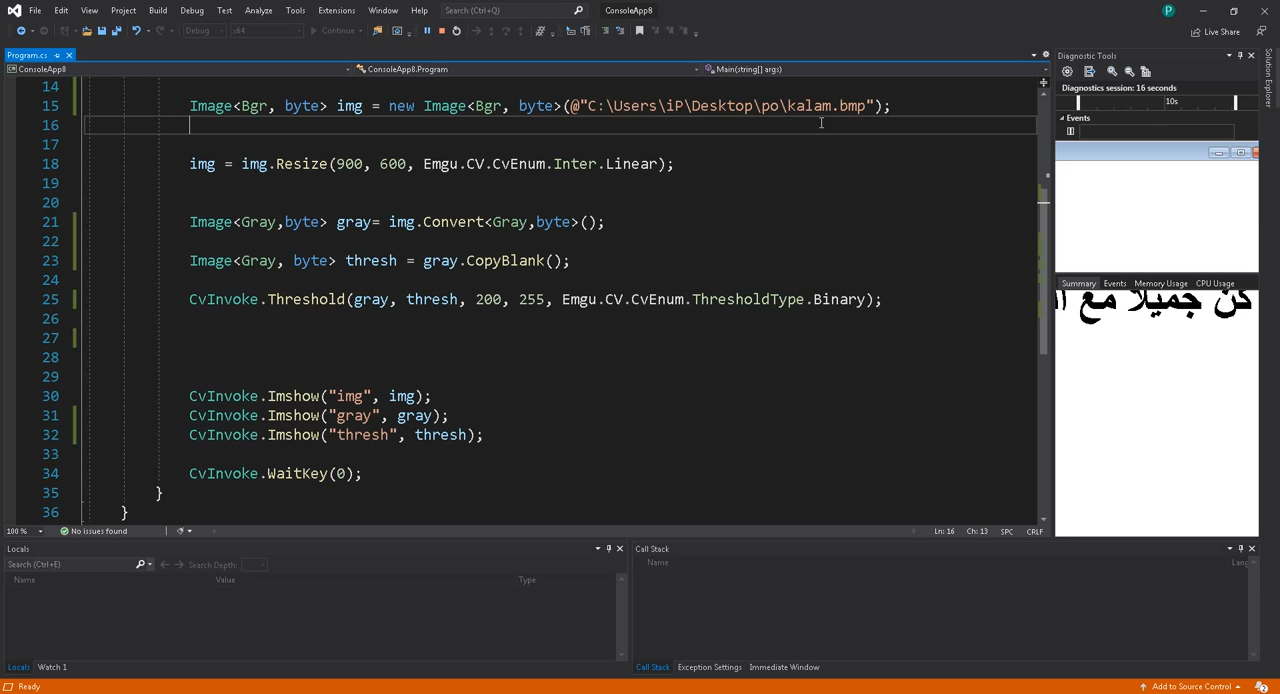 File Edit View Project Build Debug Test Analyze Tools Extensions Window Help Search (Ctrl+Q) ConsoleApp8 P
Debug x64 Continue Live Share
Program.cs
ConsoleApp8 ConsoleApp8.Program Main(string[] args)
14
15 Image<Bgr, byte> img = new Image<Bgr, byte>(@"C:\Users\iP\Desktop\po\kalam.bmp");
16
17
18 img = img.Resize(900, 600, Emgu.CV.CvEnum.Inter.Linear);
19
20
21 Image<Gray,byte> gray= img.Convert<Gray,byte>();
22
23 Image<Gray, byte> thresh = gray.CopyBlank();
24
25 CvInvoke.Threshold(gray, thresh, 200, 255, Emgu.CV.CvEnum.ThresholdType.Binary);
26
27
28
29
30 CvInvoke.Imshow("img", img);
31 CvInvoke.Imshow("gray", gray);
32 CvInvoke.Imshow("thresh", thresh);
33
34 CvInvoke.WaitKey(0);
35 }
36 }
100 % No issues found Ln: 16 Ch: 13 SPC CRLF
Diagnostic Tools
Diagnostics session: 16 seconds
10s
Events
Summary Events Memory Usage CPU Usage
كن جميلا مع
Solution Explorer
Locals
Search (Ctrl+E) Search Depth:
Name Value Type
Locals Watch 1
Call Stack
Name Lang
Call Stack Exception Settings Immediate Window
Ready Add to Source Control